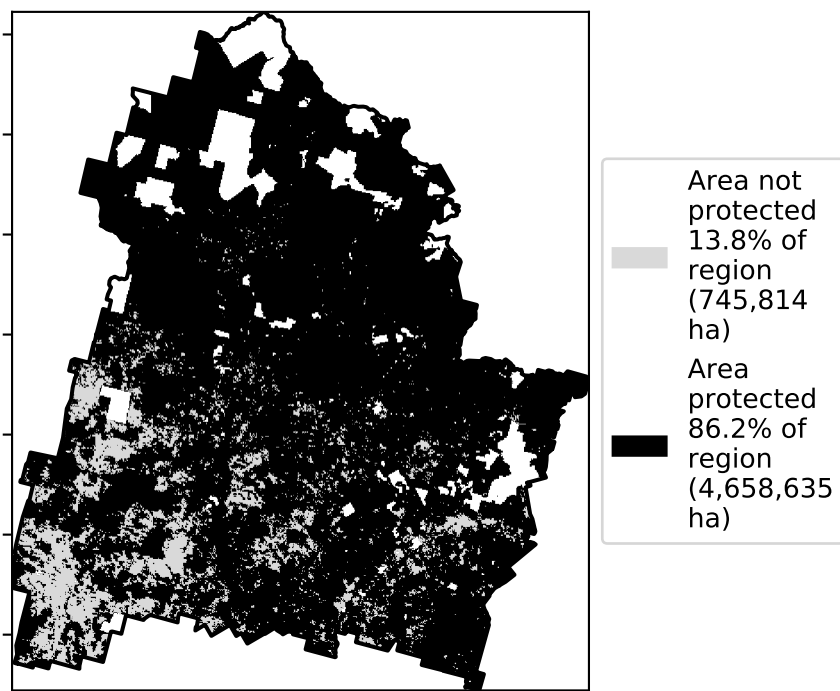 Area not
protected
13.8% of
region
(745,814
ha)
Area
protected
86.2% of
region
(4,658,635
ha)